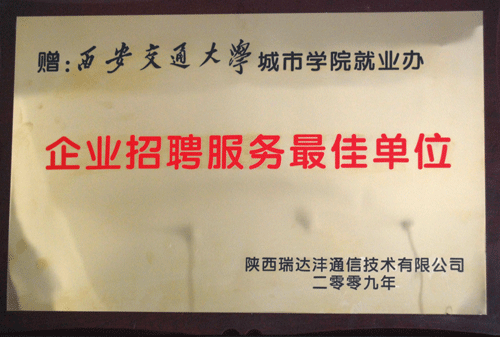 赠:西安交通大學城市学院就业办
企业招聘服务最佳单位
陕西瑞达沣通信技术有限公司
二零零九年